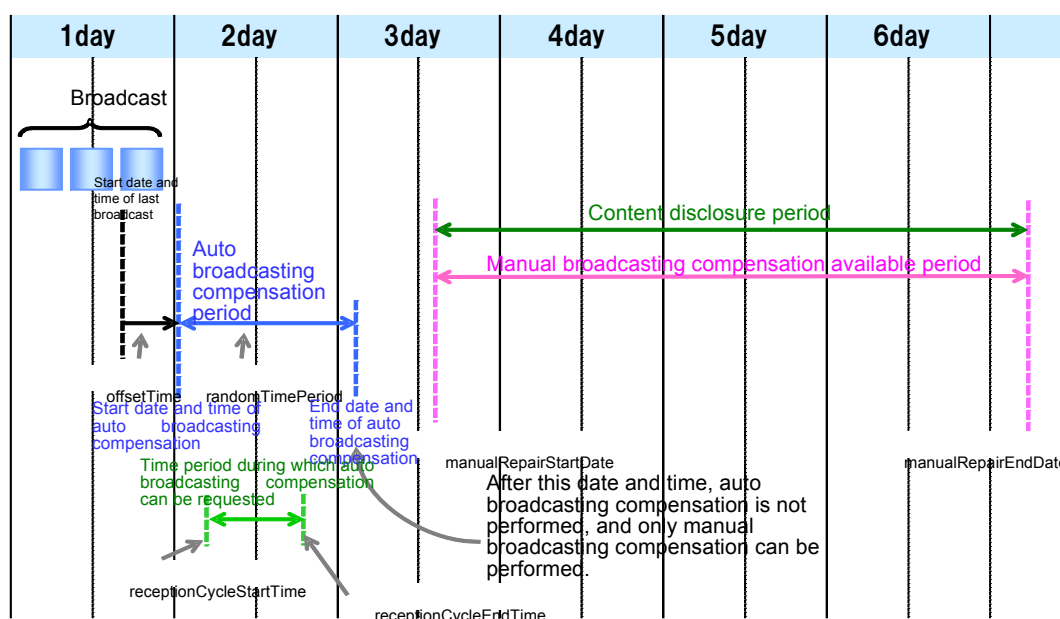 1day 2day 3day 4day 5day 6day
Broadcast
Start date and
time of last
broadcast
Content disclosure period
Auto
broadcasting
compensation
period
Manual broadcasting compensation available period
offsetTime
randomTimePeriod
Start date and time of
auto broadcasting
compensation
End date and
time of auto
broadcasting
compensation
Time period during which auto
broadcasting compensation
can be requested
manualRepairStartDate
manualRepairEndDate
After this date and time, auto
broadcasting compensation is not
performed, and only manual
broadcasting compensation can be
performed.
receptionCycleStartTime
receptionCycleEndTime